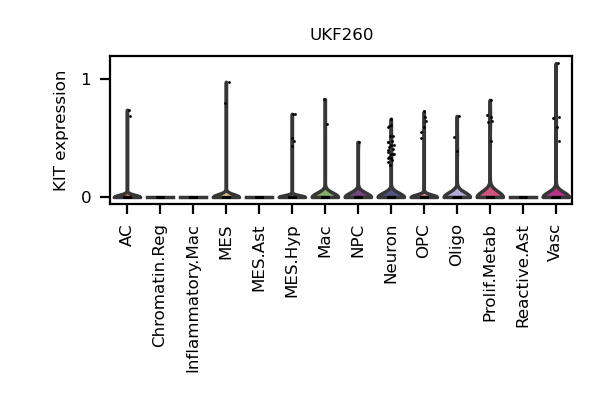 UKF260
KIT expression
1
0
AC
Chromatin.Reg
Inflammatory.Mac
MES
MES.Ast
MES.Hyp
Mac
NPC
Neuron
OPC
Oligo
Prolif.Metab
Reactive.Ast
Vasc